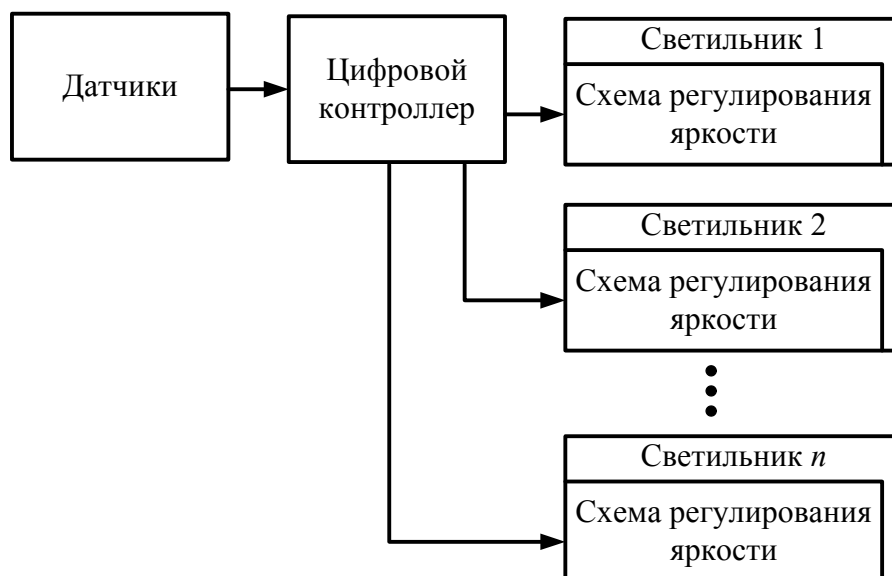 Датчики
Цифровой
контроллер
Светильник 1
Схема регулирования
яркости
Светильник 2
Схема регулирования
яркости
Светильник n
Схема регулирования
яркости